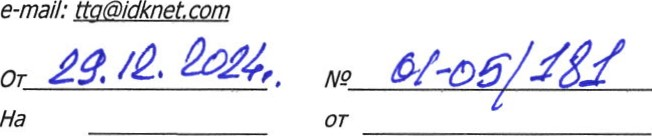 e-mail: ttg@idknet.com
От 29.12.2024г. № 01-05/181
На от